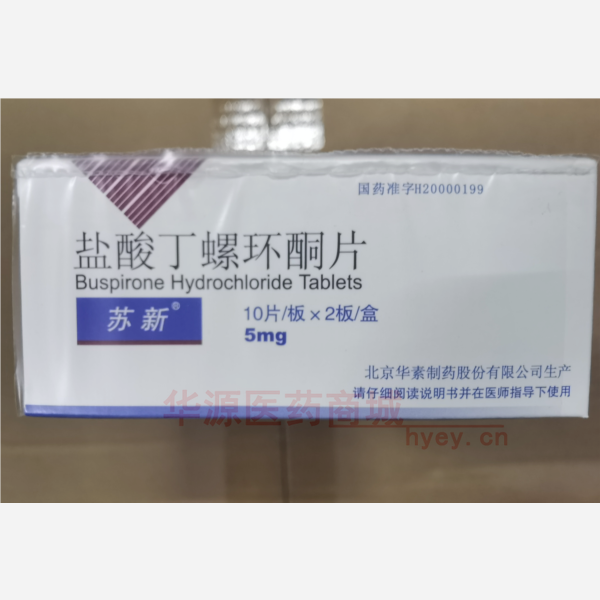 国药准字H20000199
盐酸丁螺环酮片
Buspirone Hydrochloride Tablets
苏新®
10片/板×2板/盒
5mg
北京华素制药股份有限公司生产
请仔细阅读说明书并在医师指导下使用
华源医药商城
hyey.cn